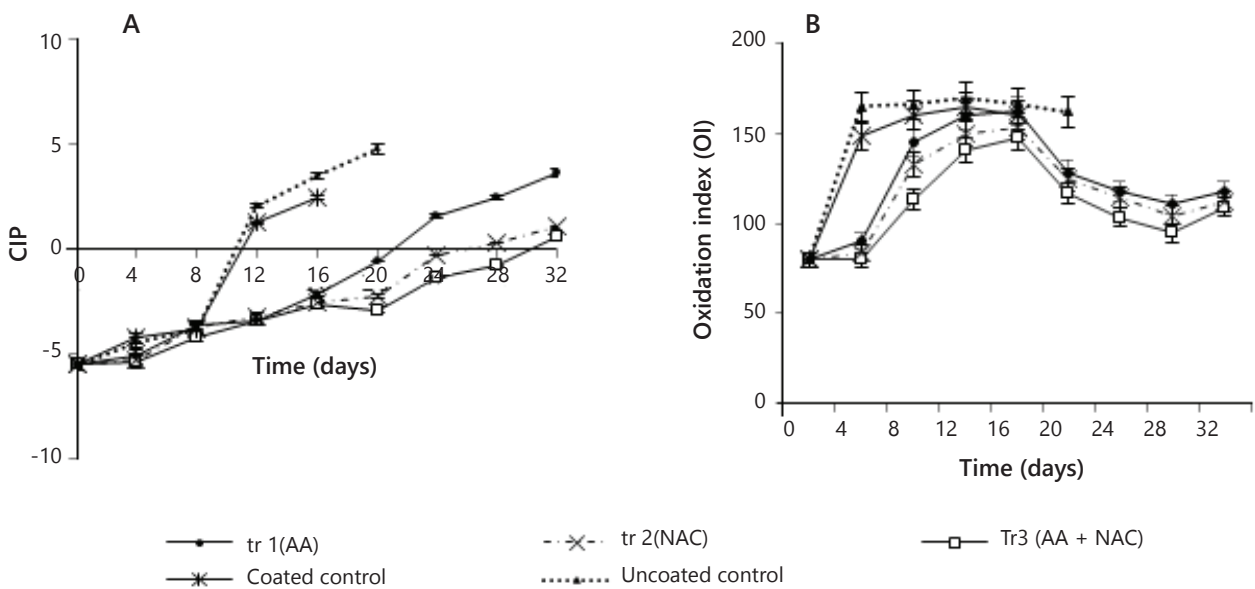 A
10
5
CIP
0
0 4 8 12 16 20 24 28 32
-5
Time (days)
-10
B
200
150
Oxidation index (OI)
100
50
0
0 4 8 12 16 20 24 28 32
Time (days)
tr 1(AA)
tr 2(NAC)
Tr3 (AA + NAC)
Coated control
Uncoated control